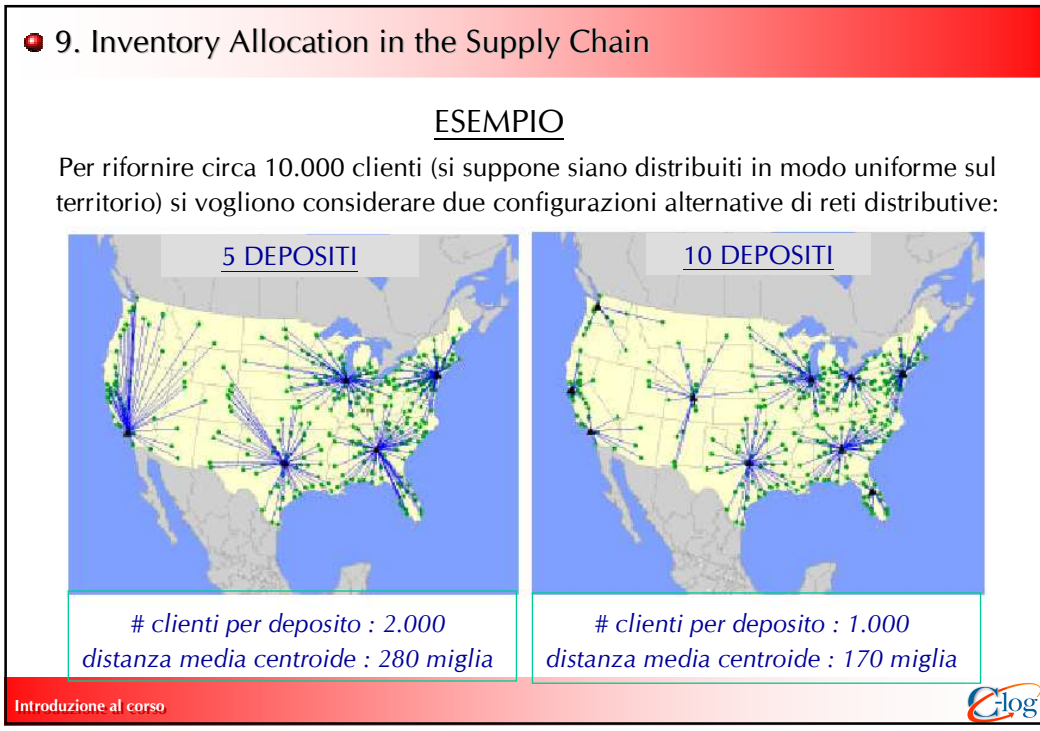 9. Inventory Allocation in the Supply Chain
ESEMPIO
Per rifornire circa 10.000 clienti (si suppone siano distribuiti in modo uniforme sul
territorio) si vogliono considerare due configurazioni alternative di reti distributive:
5 DEPOSITI
10 DEPOSITI
# clienti per deposito : 2.000
distanza media centroide : 280 miglia
# clienti per deposito : 1.000
distanza media centroide : 170 miglia
Introduzione al corso
C-log